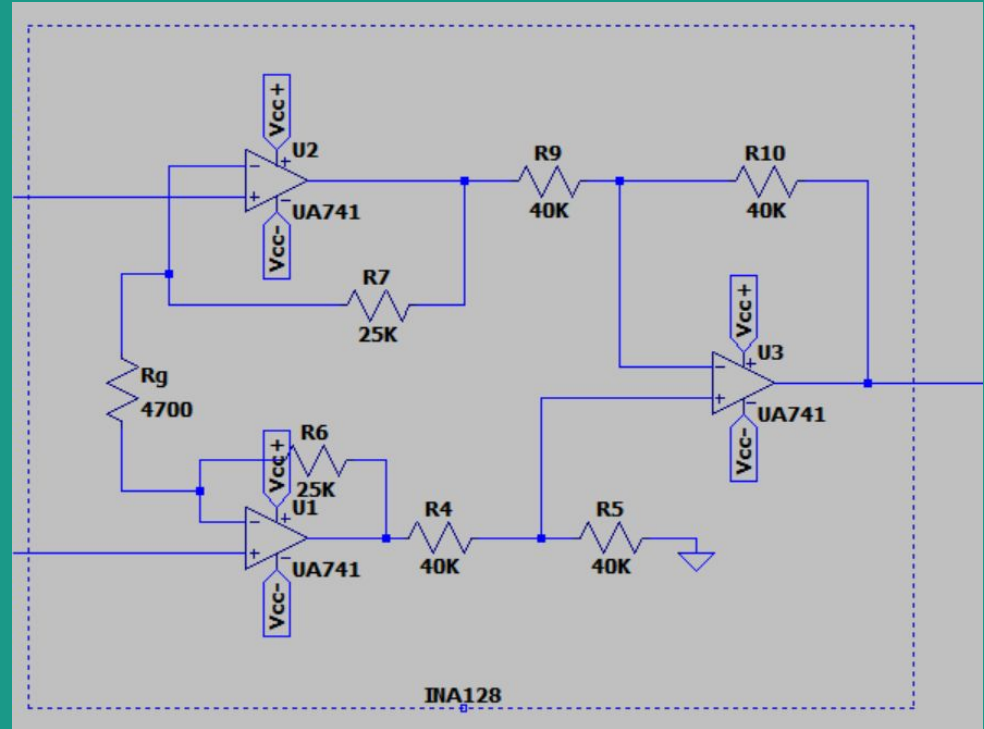 Vcc+
U2
UA741
Vcc-
R9
40K
R10
40K
R7
25K
Rg
4700
Vcc+
U3
UA741
Vcc-
R6
25K
Vcc+
U1
UA741
Vcc-
R4
40K
R5
40K
INA128